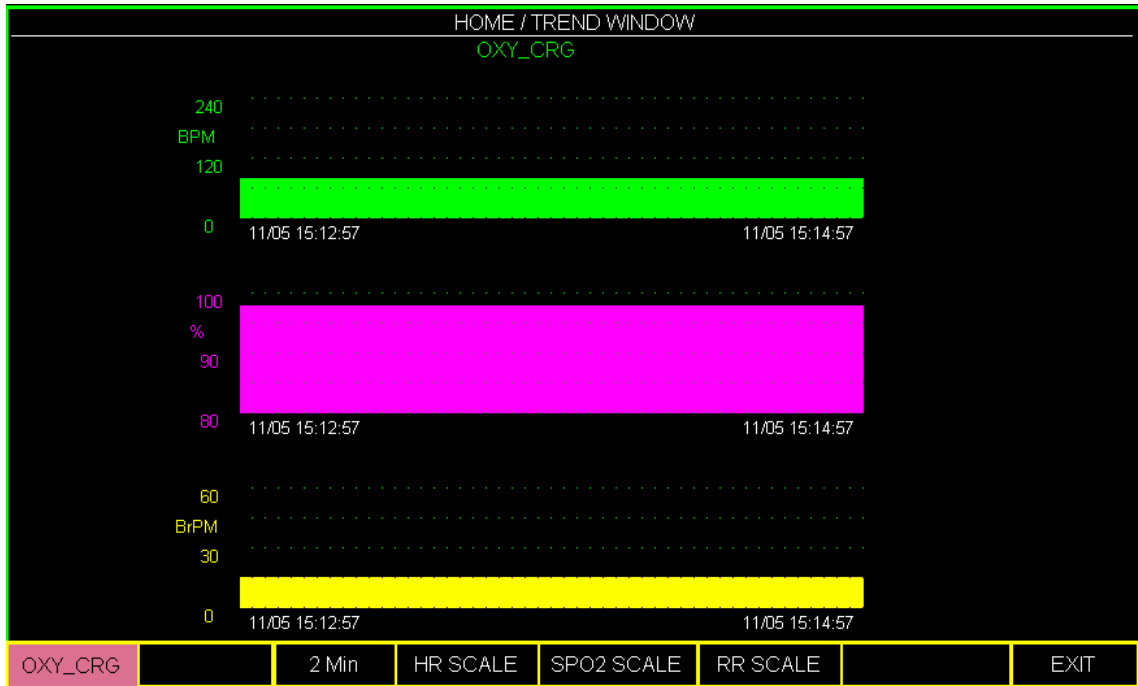 HOME / TREND WINDOW
OXY_CRG
240
BPM
120
0
11/05 15:12:57 11/05 15:14:57
100
%
90
80
11/05 15:12:57 11/05 15:14:57
60
BrPM
30
0
11/05 15:12:57 11/05 15:14:57
OXY_CRG 2 Min HR SCALE SPO2 SCALE RR SCALE EXIT